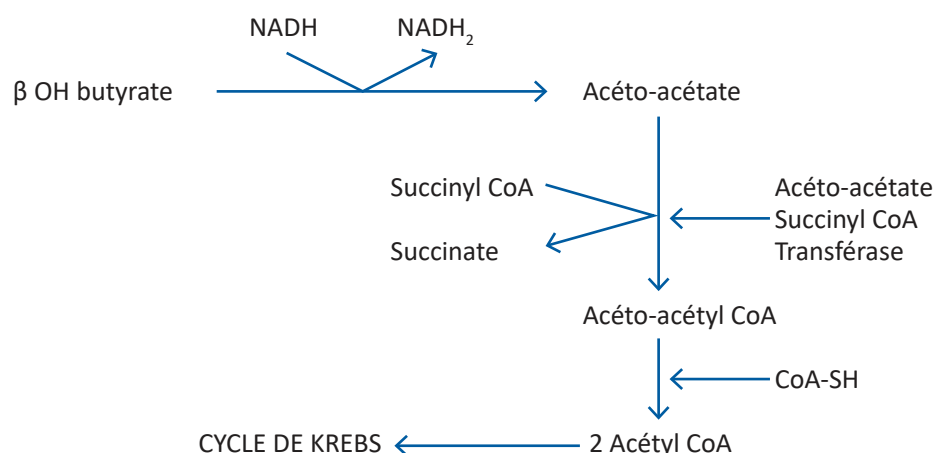 NADH NADH₂
β OH butyrate Acéto-acétate
Succinyl CoA
Succinate
Acéto-acétate
Succinyl CoA
Transférase
Acéto-acétyl CoA
CoA-SH
CYCLE DE KREBS 2 Acétyl CoA